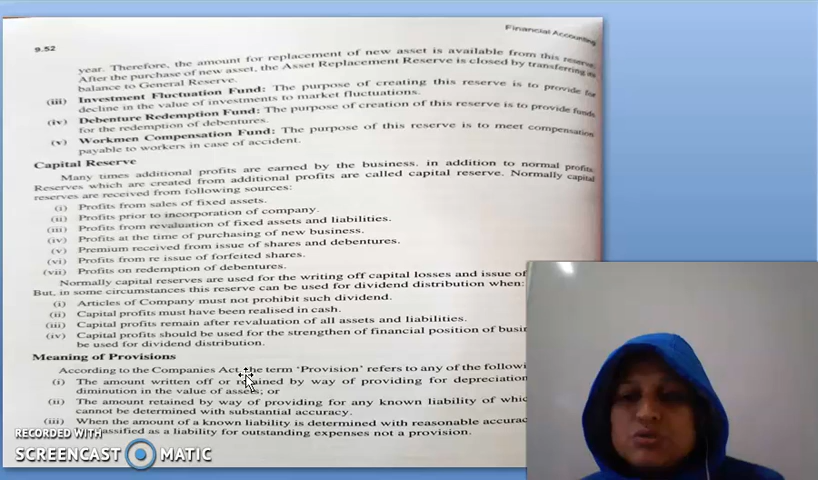 Financial Accounting
9.52
year. Therefore, the amount for replacement of new asset is available from this reserve.
After the purchase of new asset, the Asset Replacement Reserve is closed by transferring its
balance to General Reserve.
(iii) Investment Fluctuation Fund: The purpose of creating this reserve is to provide for
decline in the value of investments to market fluctuations.
(iv) Debenture Redemption Fund: The purpose of creation of this reserve is to provide funds
for the redemption of debentures.
(v) Workmen Compensation Fund: The purpose of this reserve is to meet compensation
payable to workers in case of accident.
Capital Reserve
Many times additional profits are earned by the business, in addition to normal profits.
Reserves which are created from additional profits are called capital reserve. Normally capital
reserves are received from following sources:
(i) Profits from sales of fixed assets.
(ii) Profits prior to incorporation of company.
(iii) Profits from revaluation of fixed assets and liabilities.
(iv) Profits at the time of purchasing of new business.
(v) Premium received from issue of shares and debentures.
(vi) Profits from re issue of forfeited shares.
(vii) Profits on redemption of debentures.
Normally capital reserves are used for the writing off capital losses and issue of
But, in some circumstances this reserve can be used for dividend distribution when:
(i) Articles of Company must not prohibit such dividend.
(ii) Capital profits must have been realised in cash.
(iii) Capital profits remain after revaluation of all assets and liabilities.
(iv) Capital profits should be used for the strengthen of financial position of
be used for dividend distribution.
Meaning of Provisions
According to the Companies Act, the term 'Provision' refers to any of the
(i) The amount written off or retained by way of providing for depreciation
diminution in the value of assets; or
(ii) The amount retained by way of providing for any known liability of
cannot be determined with substantial accuracy.
(iii) When the amount of a known liability is determined with reasonable
classified as a liability for outstanding expenses not a provision.
RECORDED WITH
SCREENCAST MATIC